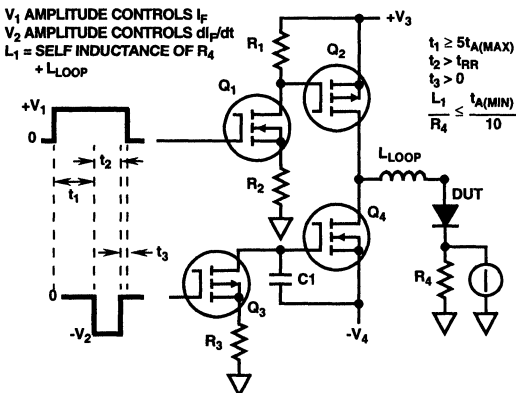 V1 AMPLITUDE CONTROLS IF
V2 AMPLITUDE CONTROLS dIF/dt
L1 = SELF INDUCTANCE OF R4
+ LLOOP
+V3
R1
Q2
t1 ≥ 5tA(MAX)
t2 > tRR
t3 > 0
L1/R4 ≤ tA(MIN)/10
Q1
+V1
0
t2
t1
t3
R2
LLOOP
DUT
Q4
R4
C1
0
-V2
Q3
R3
-V4